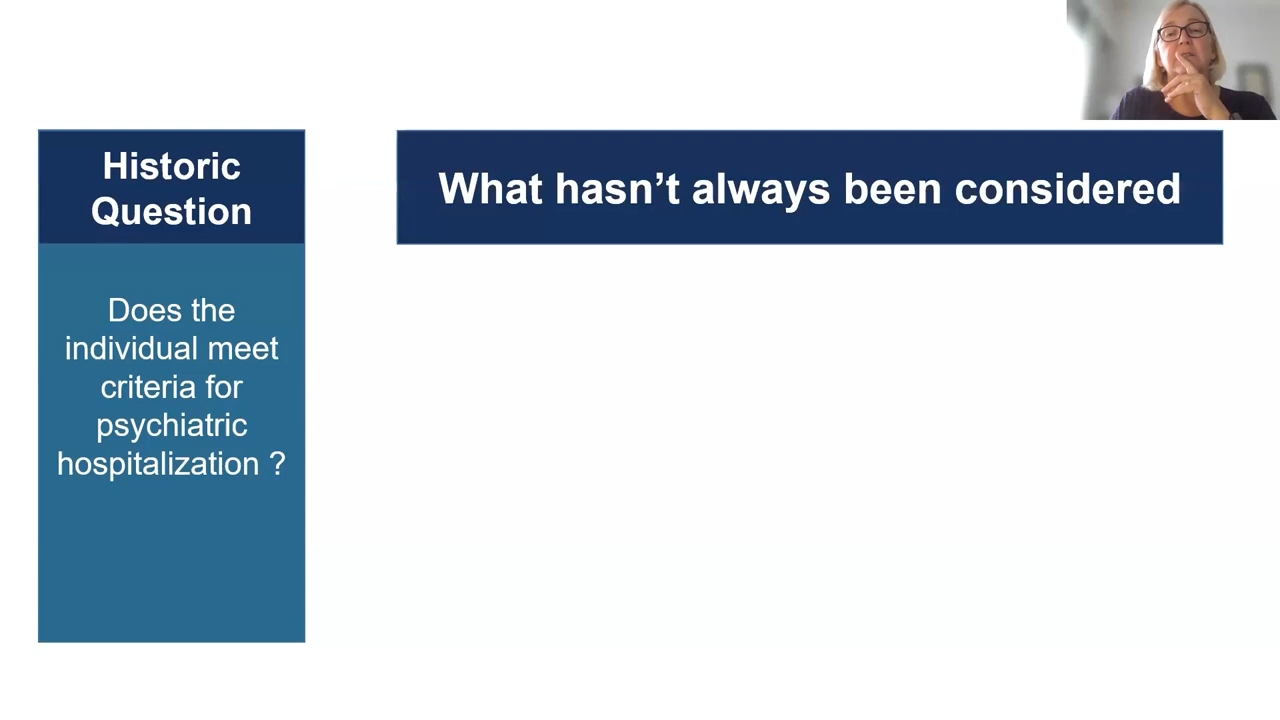 Historic
Question
What hasn’t always been considered
Does the
individual meet
criteria for
psychiatric
hospitalization ?